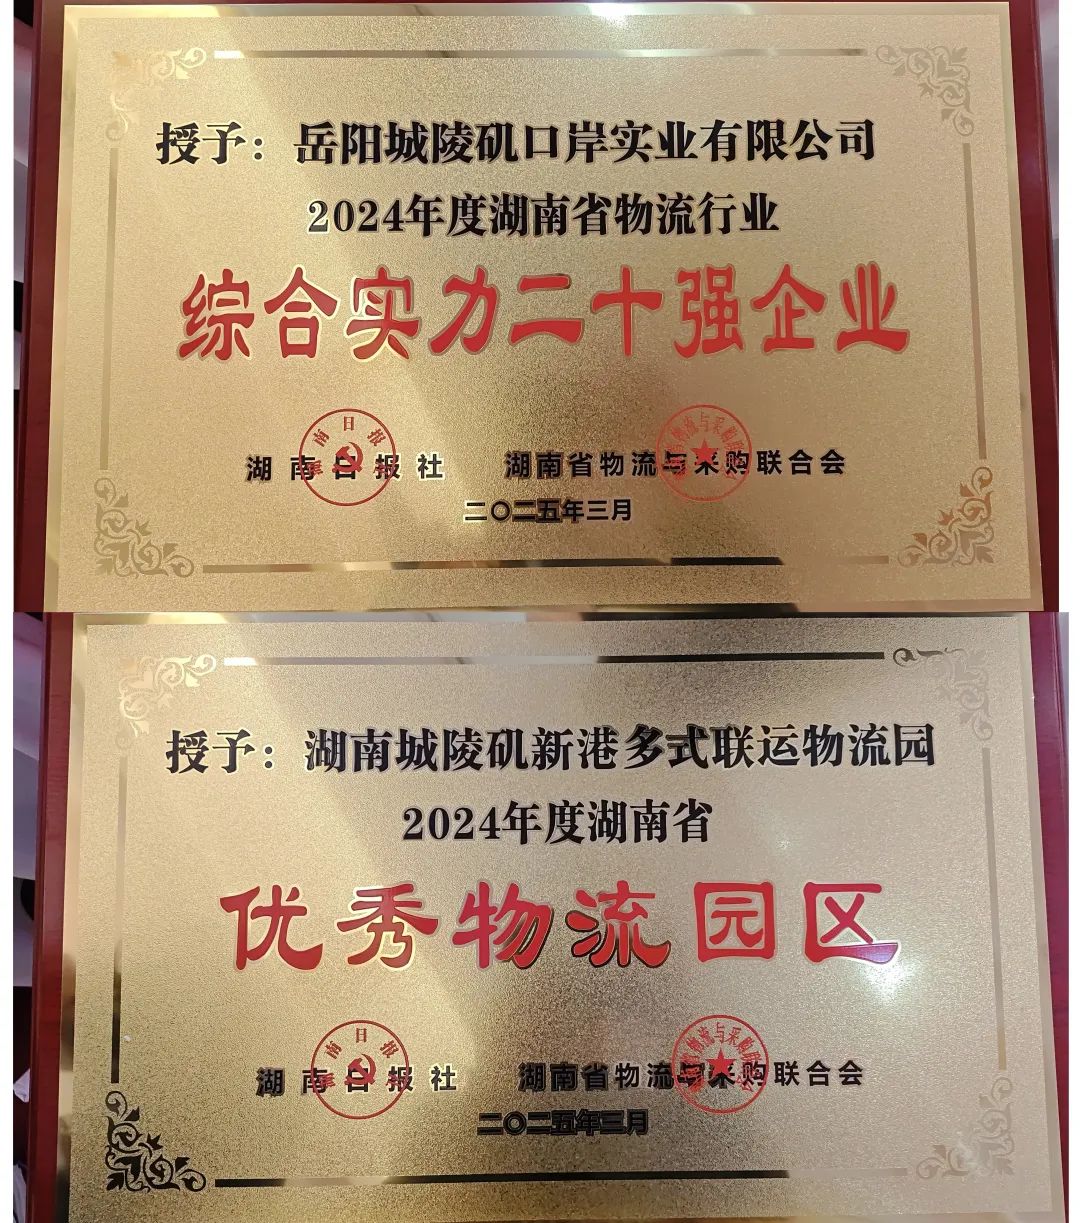 授予：岳阳城陵矶口岸实业有限公司
2024年度湖南省物流行业
综合实力二十强企业
湖南日报社 湖南省物流与采购联合会
二〇二五年三月
授予：湖南城陵矶新港多式联运物流园
2024年度湖南省
优秀物流园区
湖南日报社 湖南省物流与采购联合会
二〇二五年三月